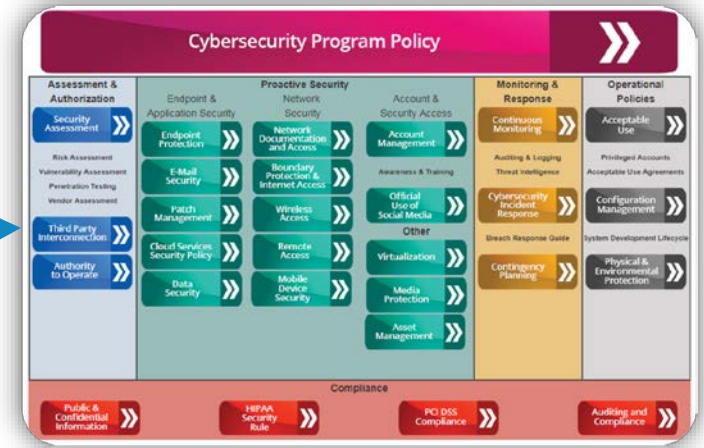 Cybersecurity Program Policy
Assessment &
Authorization
Security
Assessment
Risk Assessment
Vulnerability Assessment
Penetration Testing
Vendor Assessment
Third Party
Interconnection
Authority
to Operate
Proactive Security
Endpoint &
Application Security
Endpoint
Protection
E-Mail
Security
Patch
Management
Cloud Services
Security Policy
Data
Security
Network
Security
Network
Documentation
and Access
Boundary
Protection &
Internet Access
Wireless
Access
Remote
Access
Mobile
Device
Security
Account &
Security Access
Account
Management
Awareness & Training
Official
Use of
Social Media
Other
Virtualization
Media
Protection
Asset
Management
Monitoring &
Response
Continuous
Monitoring
Auditing & Logging
Threat Intelligence
Cybersecurity
Incident
Response
Breach Response Guide
Contingency
Planning
Operational
Policies
Acceptable
Use
Privileged Accounts
Acceptable Use Agreements
Configuration
Management
System Development Lifecycle
Physical &
Environmental
Protection
Compliance
Public &
Confidential
Information
HIPAA
Security
Rule
PCI DSS
Compliance
Auditing and
Compliance